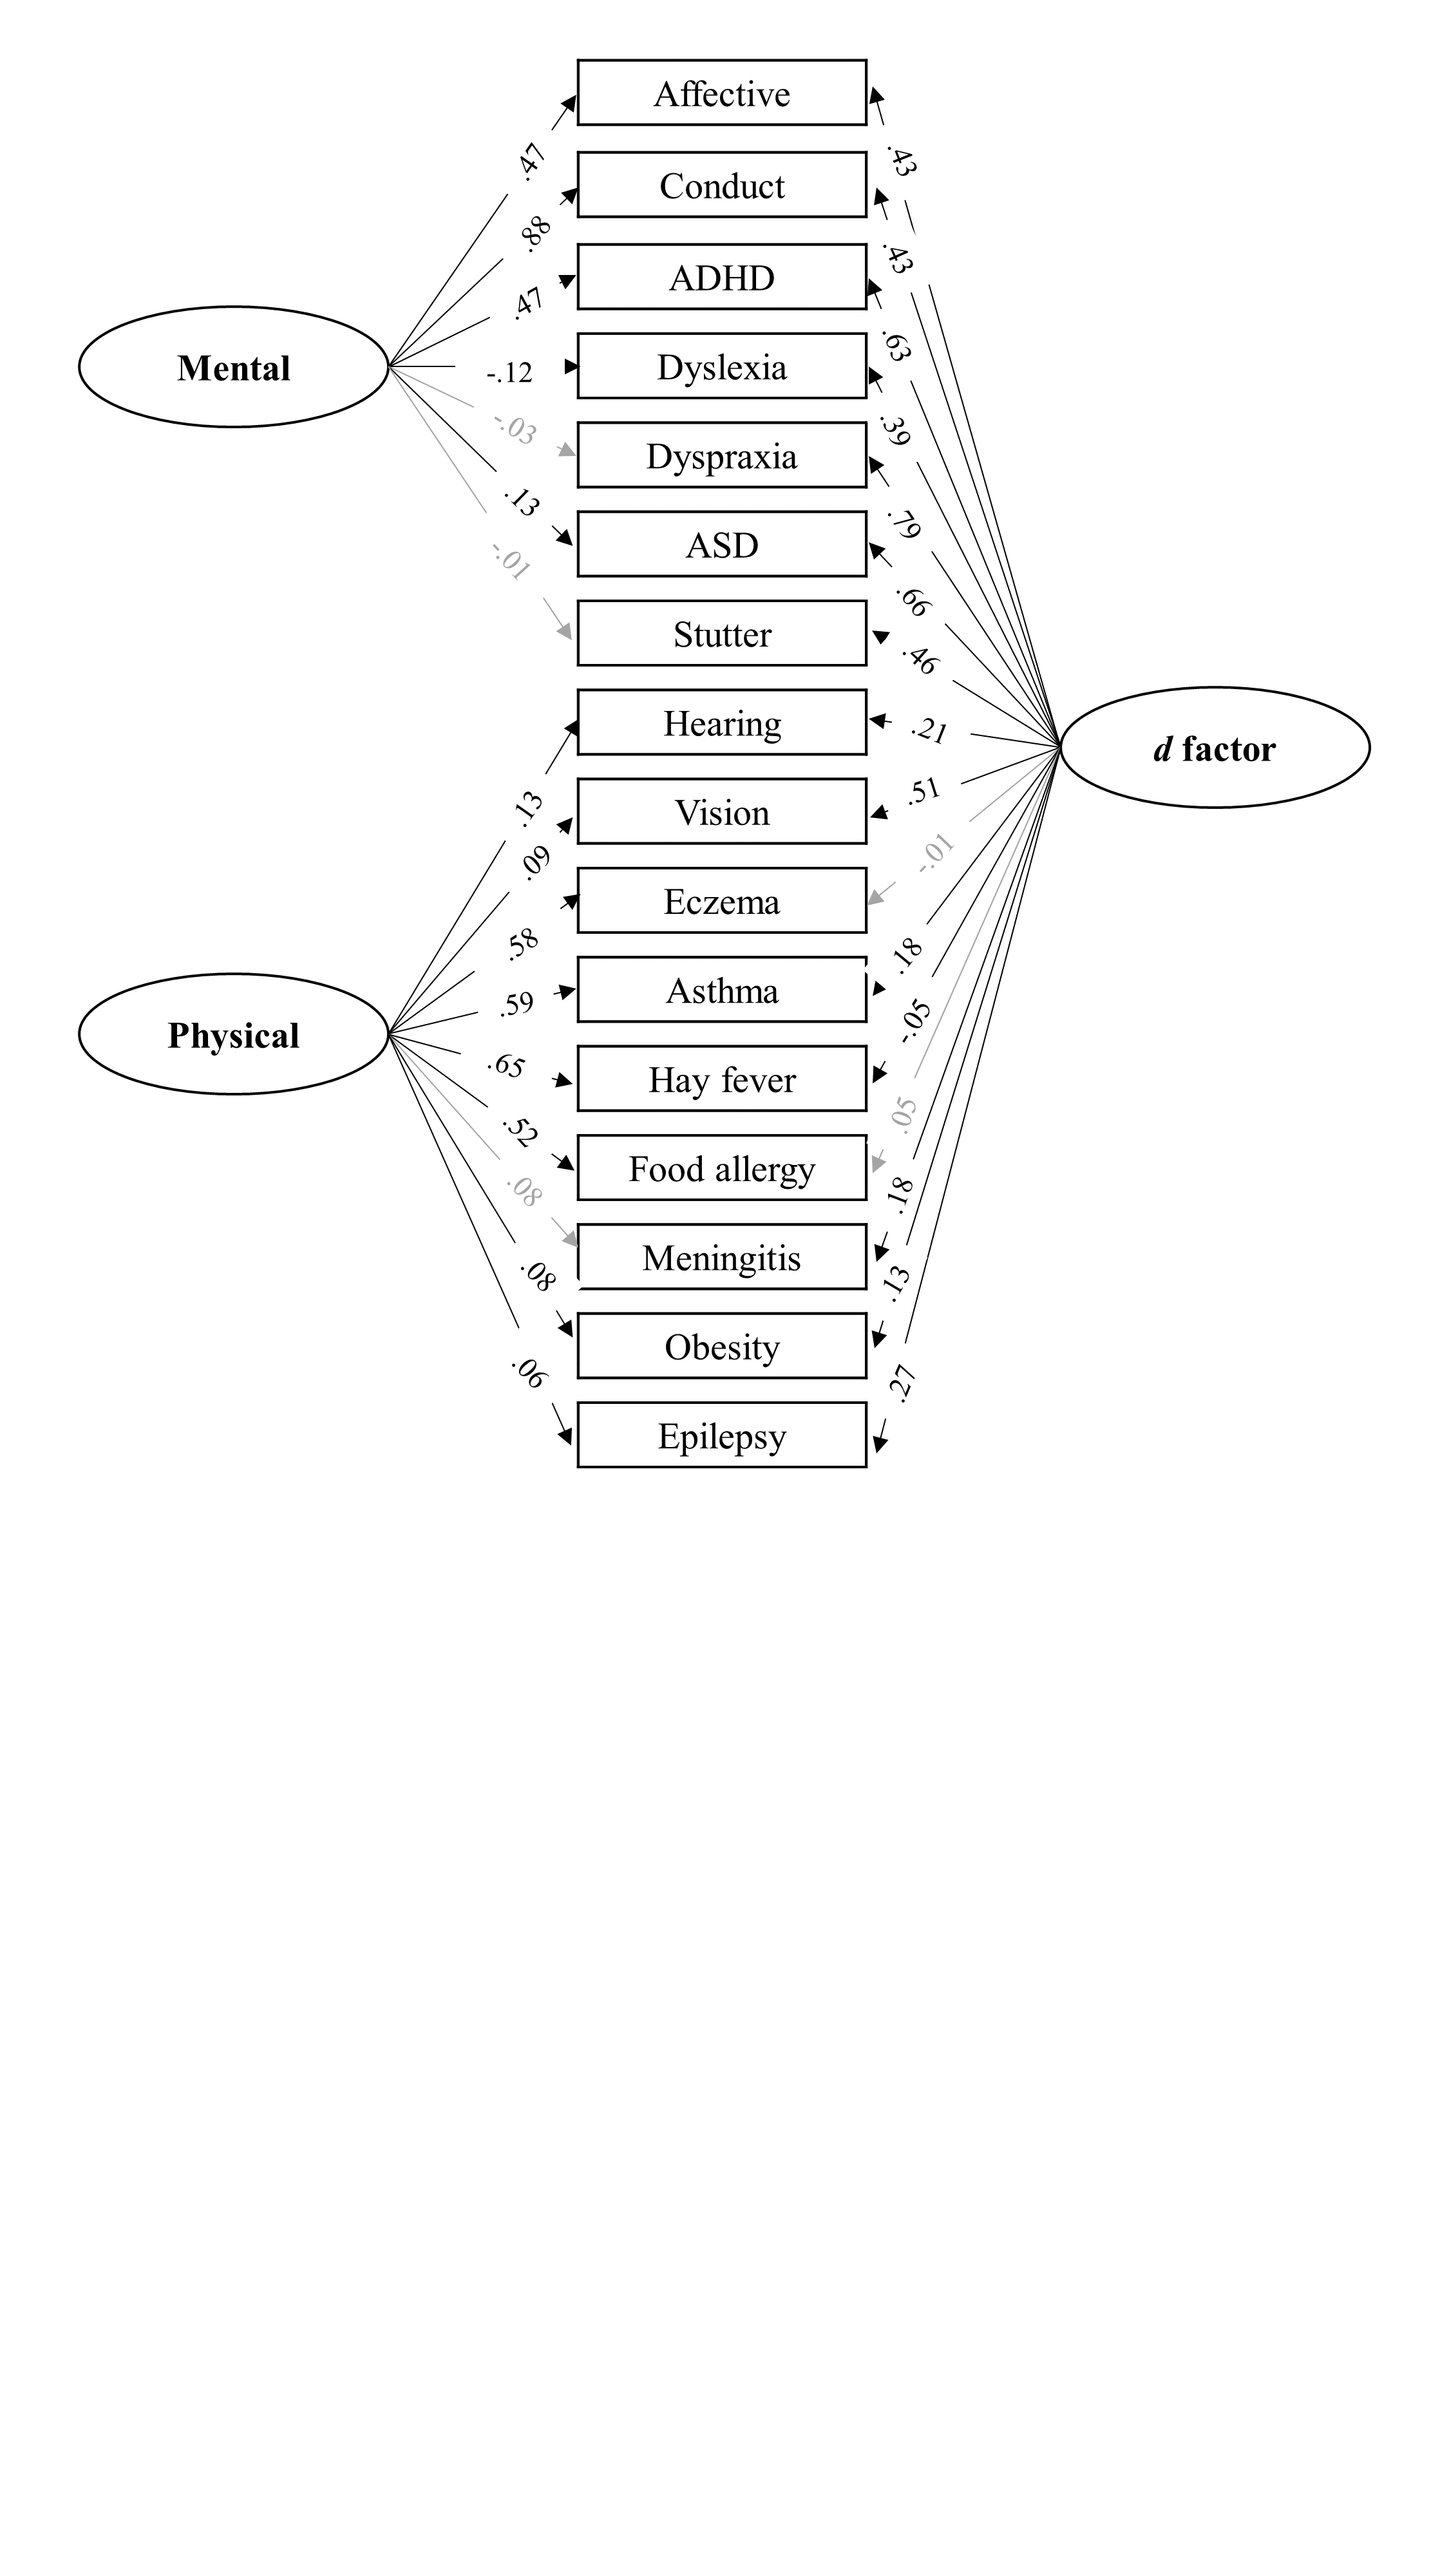 Affective
.47
.43
Conduct
.88
.43
ADHD
.47
.63
Mental
-.12
Dyslexia
.39
-.03
Dyspraxia
.79
.13
ASD
.66
-.01
Stutter
.46
Hearing
.21
d factor
.13
Vision
.51
.09
Eczema
-.01
.58
Asthma
.18
.59
Physical
.65
Hay fever
-.05
.52
Food allergy
.05
.08
Meningitis
.18
.08
Obesity
.13
.06
Epilepsy
.27